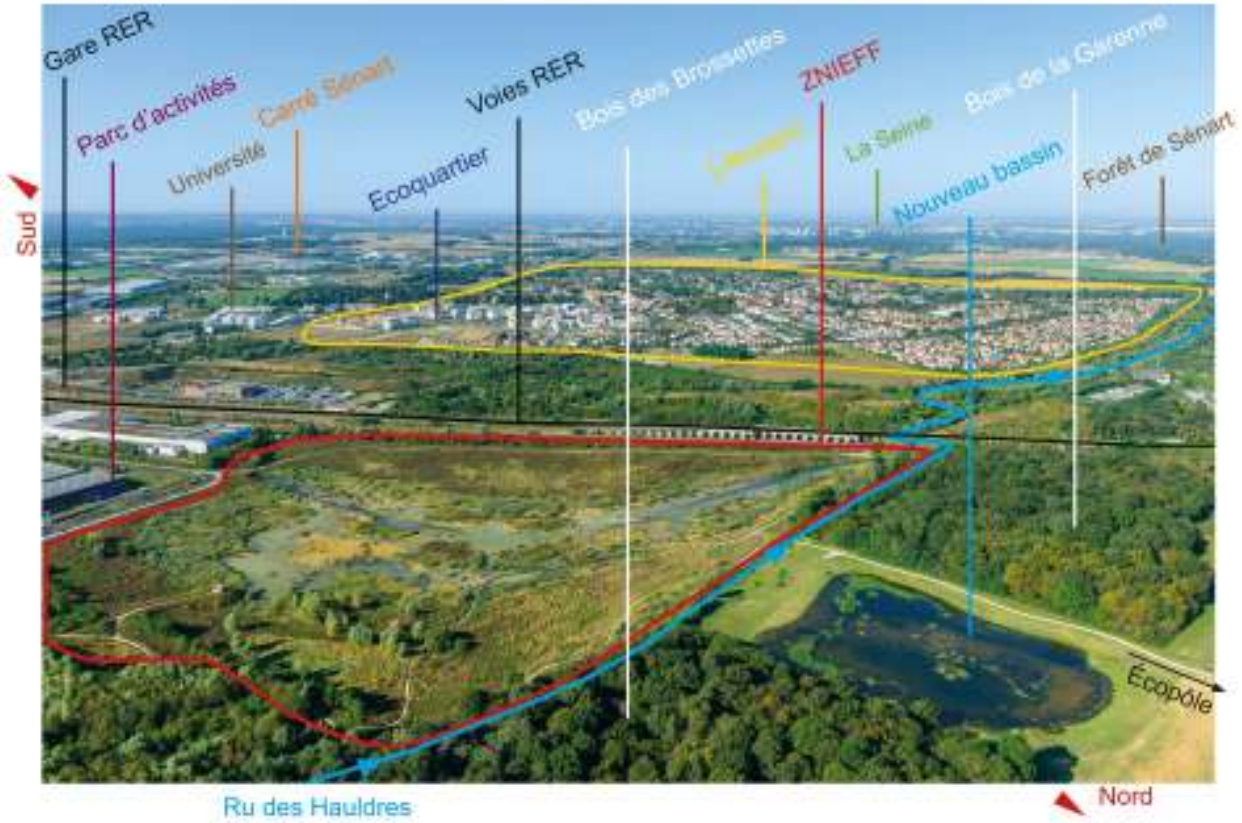 Gare RER
Parc d'activités
Université
Carré Sénart
Ecoquartier
Voies RER
Bois des Brossettes
ZNIEFF
La Seine
Nouveau bassin
Bois de la Garenne
Forêt de Sénart
Sud
Écopôle
Ru des Hauldres
Nord